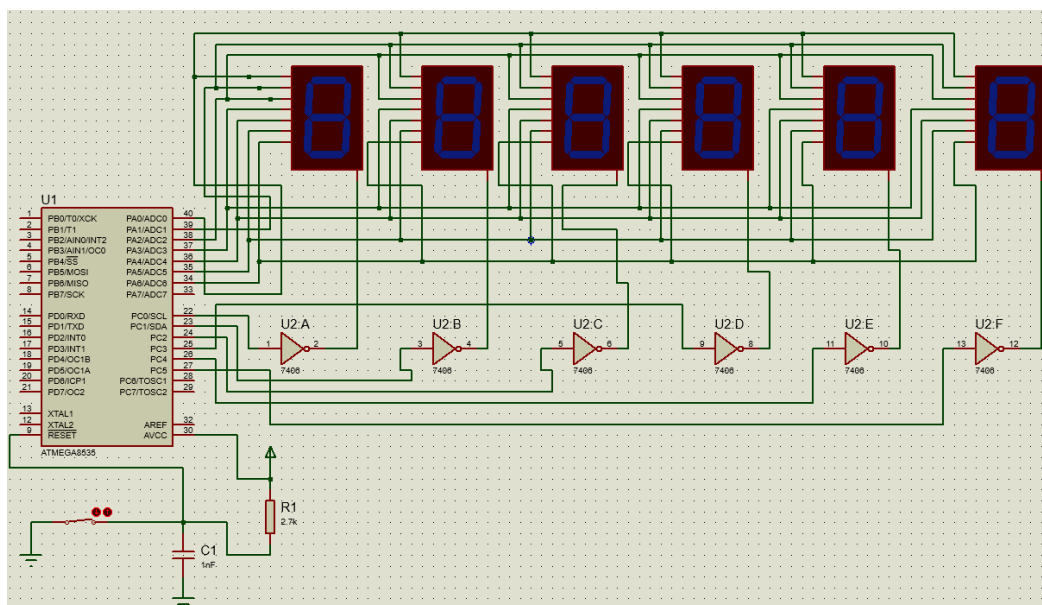 U1
1 PB0/T0/XCK PA0/ADC0 40
2 PB1/T1 PA1/ADC1 39
3 PB2/AIN0/INT2 PA2/ADC2 38
4 PB3/AIN1/OC0 PA3/ADC3 37
5 PB4/SS PA4/ADC4 36
6 PB5/MOSI PA5/ADC5 35
7 PB6/MISO PA6/ADC6 34
8 PB7/SCK PA7/ADC7 33
14 PD0/RXD PC0/SCL 22
15 PD1/TXD PC1/SDA 23
16 PD2/INT0 PC2 24
17 PD3/INT1 PC3 25
18 PD4/OC1B PC4 26
19 PD5/OC1A PC5 27
20 PD6/ICP1 PC6/TOSC1 28
21 PD7/OC2 PC7/TOSC2 29
13 XTAL1
12 XTAL2 AREF 32
9 RESET AVCC 30
ATMEGA8535
U2:A U2:B U2:C U2:D U2:E U2:F
1 2 3 4 5 6 9 8 11 10 13 12
7406 7406 7406 7406 7406 7406
R1
2.7k
C1
1nF